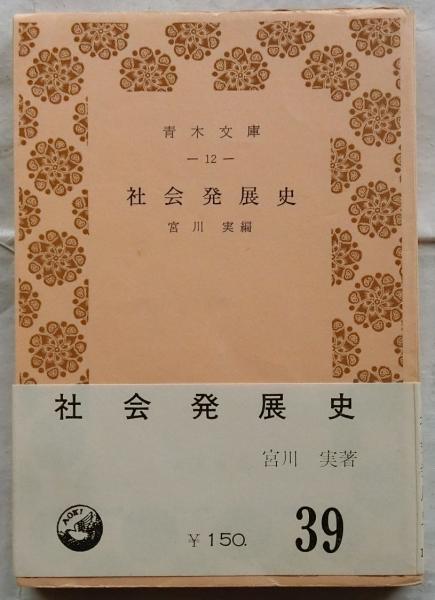 青木文庫
— 12 —
社会発展史
宮川 実編
社会発展史
宮川 実著
AOKI
¥150.
39